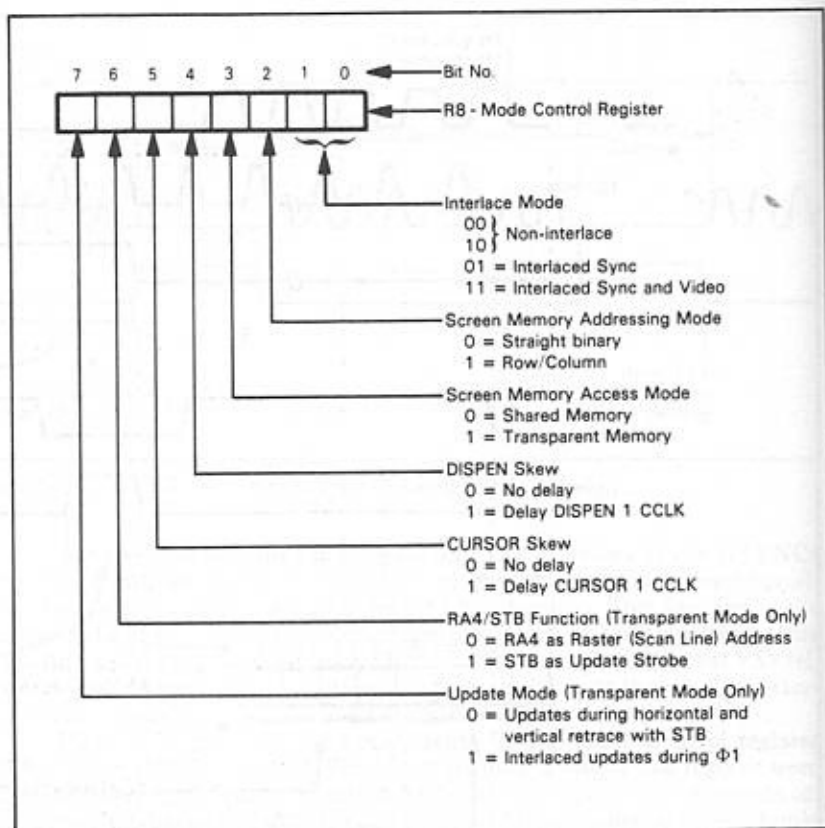 7 6 5 4 3 2 1 0 Bit No.
R8 - Mode Control Register
Interlace Mode
00
10
} Non-interlace
01 = Interlaced Sync
11 = Interlaced Sync and Video
Screen Memory Addressing Mode
0 = Straight binary
1 = Row/Column
Screen Memory Access Mode
0 = Shared Memory
1 = Transparent Memory
DISPEN Skew
0 = No delay
1 = Delay DISPEN 1 CCLK
CURSOR Skew
0 = No delay
1 = Delay CURSOR 1 CCLK
RA4/STB Function (Transparent Mode Only)
0 = RA4 as Raster (Scan Line) Address
1 = STB as Update Strobe
Update Mode (Transparent Mode Only)
0 = Updates during horizontal and
vertical retrace with STB
1 = Interlaced updates during Φ1